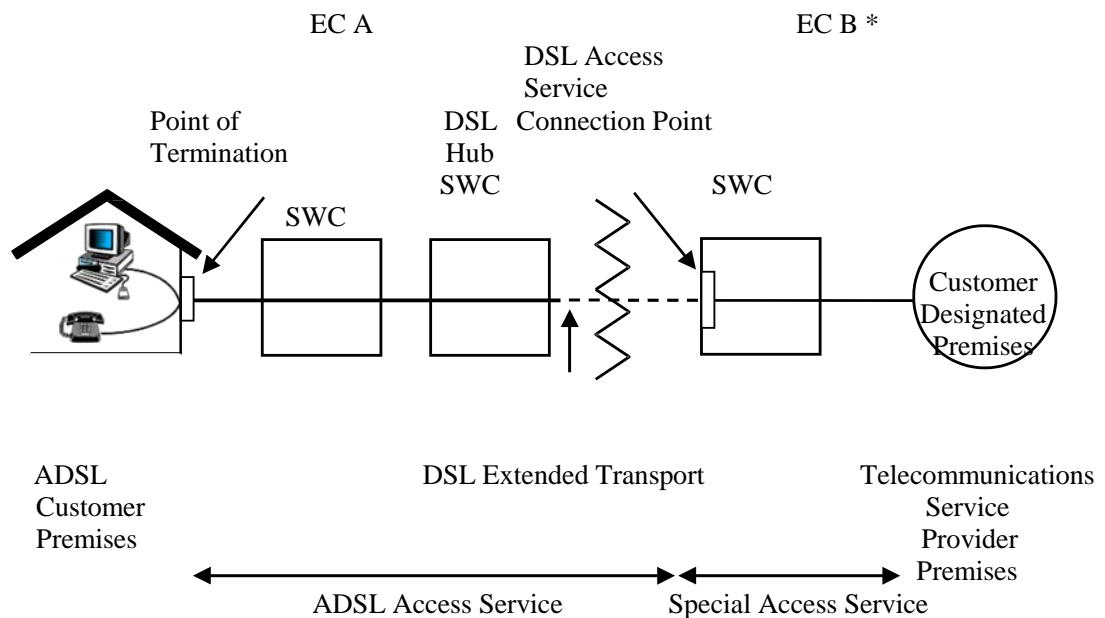 EC A
EC B *
DSL Access
Service
Connection Point
Point of
Termination
DSL
Hub
SWC
SWC
SWC
Customer
Designated
Premises
ADSL
Customer
Premises
DSL Extended Transport
Telecommunications
Service
Provider
Premises
ADSL Access Service
Special Access Service